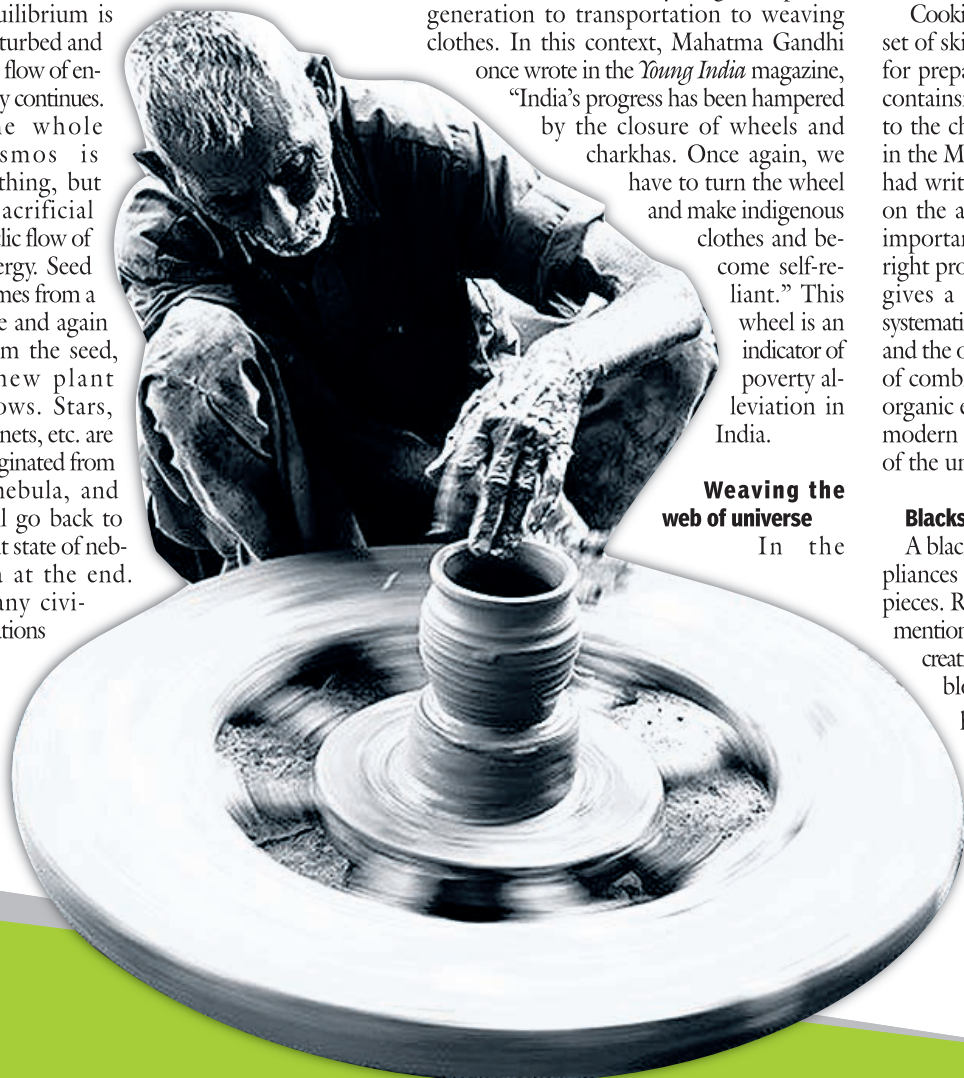 uilibrium is
turbed and
flow of en-
y continues.
e whole
smos is
thing, but
acrificial
lic flow of
ergy. Seed
mes from a
e and again
m the seed,
new plant
ows. Stars,
nets, etc. are
ginated from
nebula, and
l go back to
t state of neb-
a at the end.
any civi-
ations
generation to transportation to weaving
clothes. In this context, Mahatma Gandhi
once wrote in the Young India magazine,
“India’s progress has been hampered
by the closure of wheels and
charkhas. Once again, we
have to turn the wheel
and make indigenous
clothes and be-
come self-re-
liant.” This
wheel is an
indicator of
poverty al-
leviation in
India.
Weaving the
web of universe
In the
Cooki
set of ski
for prepa
contains
to the ch
in the M
had writ
on the a
importan
right pro
gives a
systemati
and the o
of comb
organic e
modern
of the un
Blacks
A blac
pliances
pieces. R
mention
creati
ble